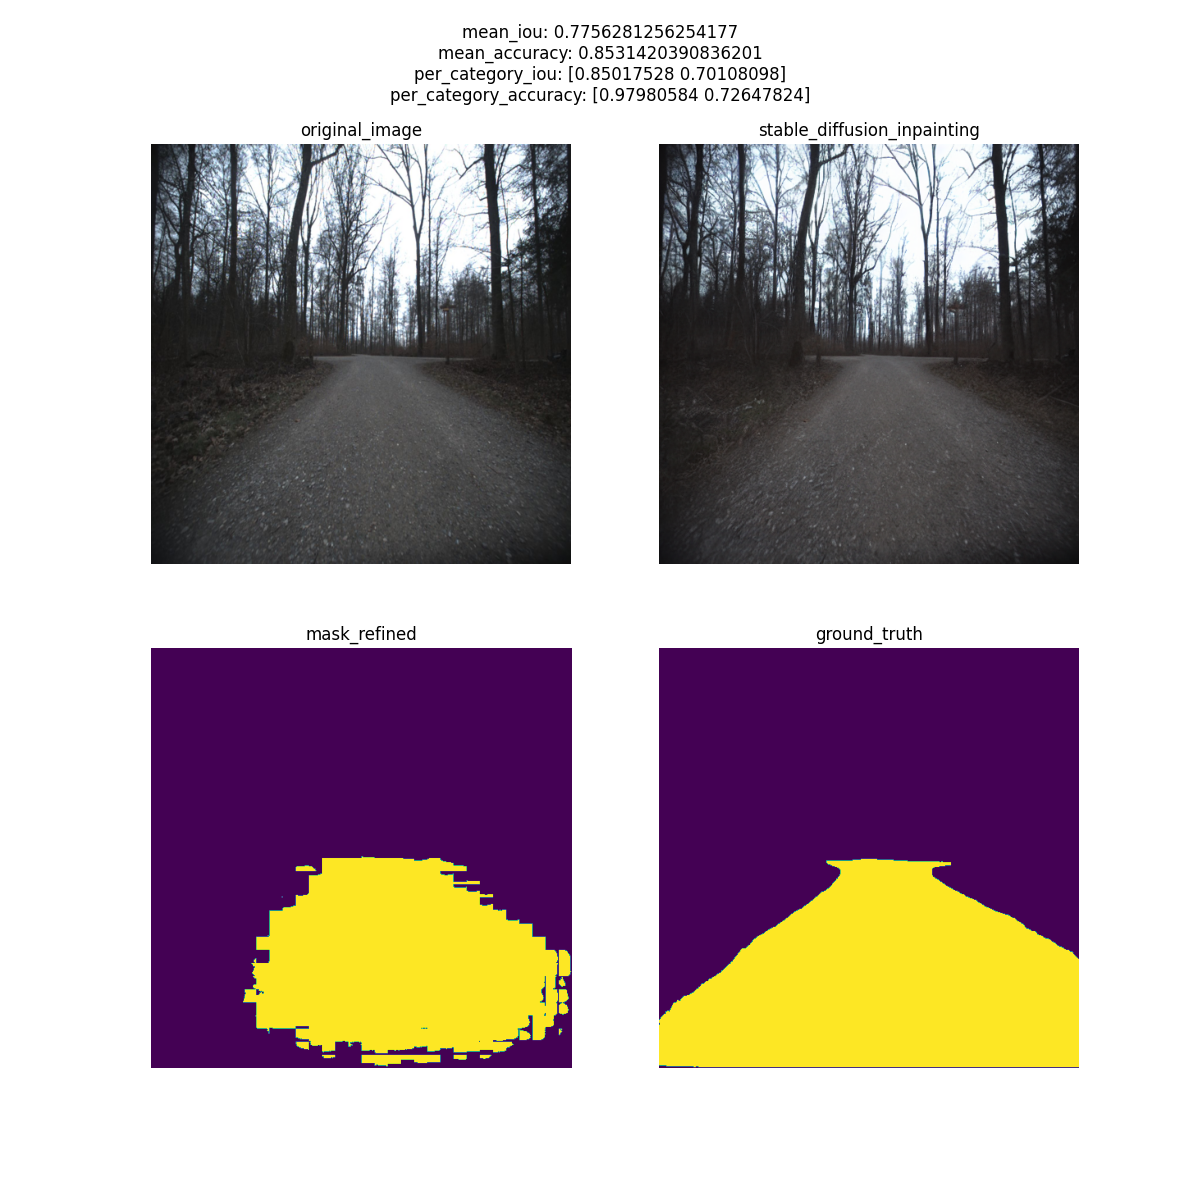 mean_iou: 0.7756281256254177
mean_accuracy: 0.8531420390836201
per_category_iou: [0.85017528 0.70108098]
per_category_accuracy: [0.97980584 0.72647824]
original_image
stable_diffusion_inpainting
mask_refined
ground_truth